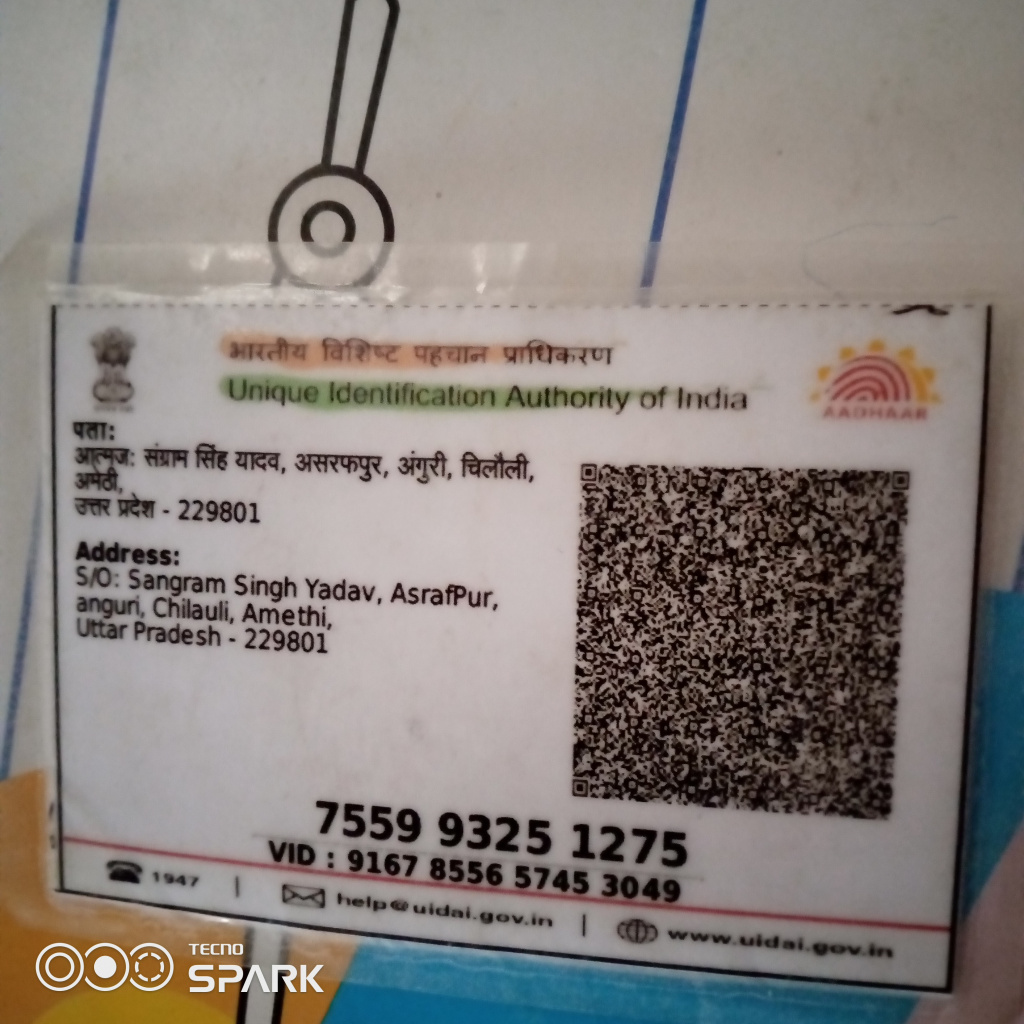 भारतीय विशिष्ट पहचान प्राधिकरण
Unique Identification Authority of India
AADHAAR
पता:
आत्मज: संग्राम सिंह यादव, असरफपुर, अंगुरी, चिलौली,
अमेठी,
उत्तर प्रदेश - 229801
Address:
S/O: Sangram Singh Yadav, AsrafPur,
anguri, Chilauli, Amethi,
Uttar Pradesh - 229801
7559 9325 1275
VID : 9167 8556 5745 3049
1947 | help@uidai.gov.in | www.uidai.gov.in
TECNO
SPARK